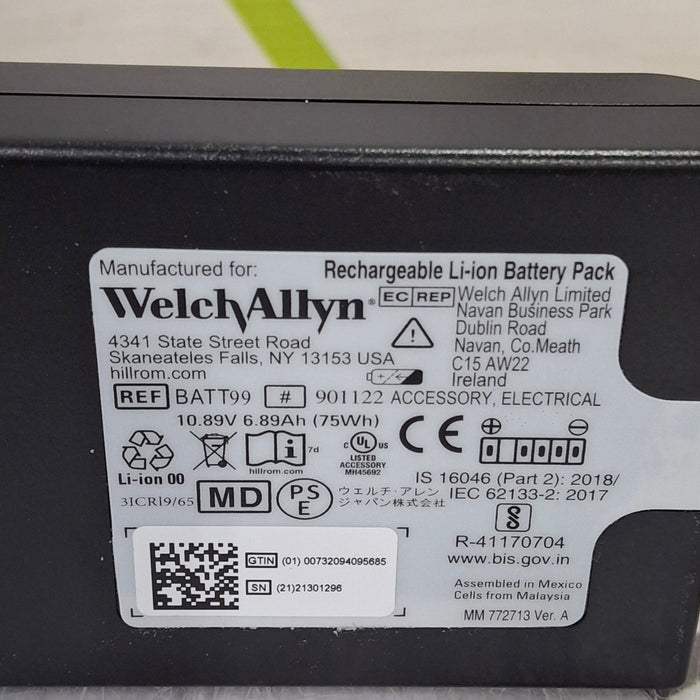 Manufactured for:
Rechargeable Li-ion Battery Pack
WelchAllyn®
4341 State Street Road
Skaneateles Falls, NY 13153 USA
hillrom.com
EC REP Welch Allyn Limited
Navan Business Park
Dublin Road
Navan, Co.Meath
C15 AW22
Ireland
REF BATT99 # 901122 ACCESSORY, ELECTRICAL
10.89V 6.89Ah (75Wh)
Li-ion 00
7d
hillrom.com
C UL US
LISTED
ACCESSORY
MH45692
CE
3ICR19/65
MD
PS
E
ウェルチ・アレン
ジャパン株式会社
IS 16046 (Part 2): 2018/
IEC 62133-2: 2017
R-41170704
www.bis.gov.in
GTIN (01) 00732094095685
SN (21)21301296
Assembled in Mexico
Cells from Malaysia
MM 772713 Ver. A